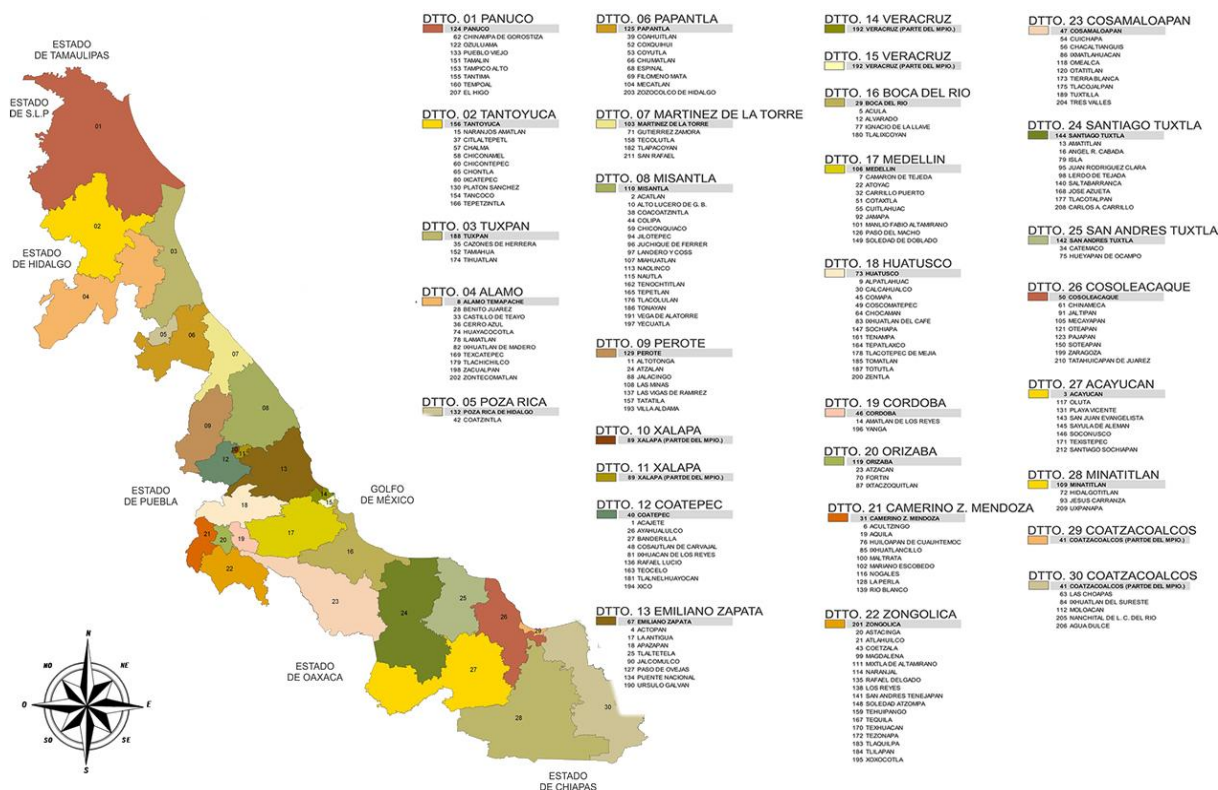 ESTADO
DE TAMAULIPAS
ESTADO
DE S.L.P
ESTADO
DE HIDALGO
ESTADO
DE PUEBLA
GOLFO
DE MÉXICO
ESTADO
DE OAXACA
ESTADO
DE CHIAPAS
01
02
03
04
05
06
07
08
09
12
13
14
15
16
17
18
19
20
21
22
23
24
25
26
27
28
29
30
N
NO
NE
O
E
SO
SE
S
DTTO. 01 PANUCO
124 PANUCO
62 CHINAMPA DE GOROSTIZA
122 OZULUAMA
133 PUEBLO VIEJO
151 TAMALIN
153 TAMPICO ALTO
155 TANTIMA
160 TEMPOAL
207 EL HIGO
DTTO. 02 TANTOYUCA
156 TANTOYUCA
15 NARANJOS AMATLAN
37 CITLALTEPETL
57 CHALMA
58 CHICONAMEL
60 CHICONTEPEC
65 CHONTLA
80 IXCATEPEC
130 PLATON SANCHEZ
154 TANCOCO
166 TEPETZINTLA
DTTO. 03 TUXPAN
188 TUXPAN
35 CAZONES DE HERRERA
152 TAMIAHUA
174 TIHUATLAN
DTTO. 04 ALAMO
8 ALAMO TEMAPACHE
28 BENITO JUAREZ
33 CASTILLO DE TEAYO
36 CERRO AZUL
74 HUAYACOCOTLA
78 ILAMATLAN
82 IXHUATLAN DE MADERO
169 TEXCATEPEC
179 TLACHICHILCO
198 ZACUALPAN
202 ZONTECOMATLAN
DTTO. 05 POZA RICA
132 POZA RICA DE HIDALGO
42 COATZINTLA
DTTO. 06 PAPANTLA
125 PAPANTLA
39 COAHUITLAN
52 COXQUIHUI
53 COYUTLA
66 CHUMATLAN
68 ESPINAL
69 FILOMENO MATA
104 MECATLAN
203 ZOZOCOLCO DE HIDALGO
DTTO. 07 MARTINEZ DE LA TORRE
103 MARTINEZ DE LA TORRE
71 GUTIERREZ ZAMORA
158 TECOLUTLA
182 TLAPACOYAN
211 SAN RAFAEL
DTTO. 08 MISANTLA
110 MISANTLA
2 ACATLAN
10 ALTO LUCERO DE G. B.
38 COACOATZINTLA
44 COLIPA
59 CHICONQUIACO
94 JILOTEPEC
96 JUCHIQUE DE FERRER
97 LANDERO Y COSS
107 MIAHUATLAN
113 NAOLINCO
115 NAUTLA
162 TENOCHTITLAN
165 TEPETLAN
176 TLACOLULAN
186 TONAYAN
191 VEGA DE ALATORRE
197 YECUATLA
DTTO. 09 PEROTE
129 PEROTE
11 ALTOTONGA
24 ATZALAN
88 JALACINGO
108 LAS MINAS
137 LAS VIGAS DE RAMIREZ
157 TATATILA
193 VILLA ALDAMA
DTTO. 10 XALAPA
89 XALAPA (PARTDE DEL MPIO.)
DTTO. 11 XALAPA
89 XALAPA (PARTDE DEL MPIO.)
DTTO. 12 COATEPEC
40 COATEPEC
1 ACAJETE
26 AYAHUALULCO
27 BANDERILLA
48 COSAUTLAN DE CARVAJAL
81 IXHUACAN DE LOS REYES
136 RAFAEL LUCIO
163 TEOCELO
181 TLALNELHUAYOCAN
194 XICO
DTTO. 13 EMILIANO ZAPATA
67 EMILIANO ZAPATA
4 ACTOPAN
17 LA ANTIGUA
18 APAZAPAN
25 TLALTETELA
90 JALCOMULCO
127 PASO DE OVEJAS
134 PUENTE NACIONAL
190 URSULO GALVAN
DTTO. 14 VERACRUZ
192 VERACRUZ (PARTE DEL MPIO.)
DTTO. 15 VERACRUZ
192 VERACRUZ (PARTE DEL MPIO.)
DTTO. 16 BOCA DEL RIO
29 BOCA DEL RIO
5 ACULA
12 ALVARADO
77 IGNACIO DE LA LLAVE
180 TLALIXCOYAN
DTTO. 17 MEDELLIN
106 MEDELLIN
7 CAMARON DE TEJEDA
22 ATOYAC
32 CARRILLO PUERTO
51 COTAXTLA
55 CUITLAHUAC
92 JAMAPA
101 MANLIO FABIO ALTAMIRANO
126 PASO DEL MACHO
149 SOLEDAD DE DOBLADO
DTTO. 18 HUATUSCO
73 HUATUSCO
9 ALPATLAHUAC
30 CALCAHUALCO
45 COMAPA
49 COSCOMATEPEC
64 CHOCAMAN
83 IXHUATLAN DEL CAFE
147 SOCHIAPA
161 TENAMPA
164 TEPATLAXCO
178 TLACOTEPEC DE MEJIA
185 TOMATLAN
187 TOTUTLA
200 ZENTLA
DTTO. 19 CORDOBA
46 CORDOBA
14 AMATLAN DE LOS REYES
196 YANGA
DTTO. 20 ORIZABA
119 ORIZABA
23 ATZACAN
70 FORTIN
87 IXTACZOQUITLAN
DTTO. 21 CAMERINO Z. MENDOZA
31 CAMERINO Z. MENDOZA
6 ACULTZINGO
19 AQUILA
76 HUILOAPAN DE CUAUHTEMOC
85 IXHUATLANCILLO
100 MALTRATA
102 MARIANO ESCOBEDO
116 NOGALES
128 LA PERLA
139 RIO BLANCO
DTTO. 22 ZONGOLICA
201 ZONGOLICA
20 ASTACINGA
21 ATLAHUILCO
43 COETZALA
99 MAGDALENA
111 MIXTLA DE ALTAMIRANO
114 NARANJAL
135 RAFAEL DELGADO
138 LOS REYES
141 SAN ANDRES TENEJAPAN
148 SOLEDAD ATZOMPA
159 TEHUIPANGO
167 TEQUILA
170 TEXHUACAN
172 TEZONAPA
183 TLAQUILPA
184 TLILAPAN
195 XOXOCOTLA
DTTO. 23 COSAMALOAPAN
47 COSAMALOAPAN
54 CUICHAPA
56 CHACALTIANGUIS
86 IXMATLAHUACAN
118 OMEALCA
120 OTATITLAN
173 TIERRA BLANCA
175 TLACOJALPAN
189 TUXTILLA
204 TRES VALLES
DTTO. 24 SANTIAGO TUXTLA
144 SANTIAGO TUXTLA
13 AMATITLAN
16 ANGEL R. CABADA
79 ISLA
95 JUAN RODRIGUEZ CLARA
98 LERDO DE TEJADA
140 SALTABARRANCA
168 JOSE AZUETA
177 TLACOTALPAN
208 CARLOS A. CARRILLO
DTTO. 25 SAN ANDRES TUXTLA
142 SAN ANDRES TUXTLA
34 CATEMACO
75 HUEYAPAN DE OCAMPO
DTTO. 26 COSOLEACAQUE
50 COSOLEACAQUE
61 CHINAMECA
91 JALTIPAN
105 MECAYAPAN
121 OTEAPAN
123 PAJAPAN
150 SOTEAPAN
199 ZARAGOZA
210 TATAHUICAPAN DE JUAREZ
DTTO. 27 ACAYUCAN
3 ACAYUCAN
117 OLUTA
131 PLAYA VICENTE
143 SAN JUAN EVANGELISTA
145 SAYULA DE ALEMAN
146 SOCONUSCO
171 TEXISTEPEC
212 SANTIAGO SOCHIAPAN
DTTO. 28 MINATITLAN
109 MINATITLAN
72 HIDALGOTITLAN
93 JESUS CARRANZA
209 UXPANAPA
DTTO. 29 COATZACOALCOS
41 COATZACOALCOS (PARTDE DEL MPIO.)
DTTO. 30 COATZACOALCOS
41 COATZACOALCOS (PARTDE DEL MPIO.)
63 LAS CHOAPAS
84 IXHUATLAN DEL SURESTE
112 MOLOACAN
205 NANCHITAL DE L. C. DEL RIO
206 AGUA DULCE